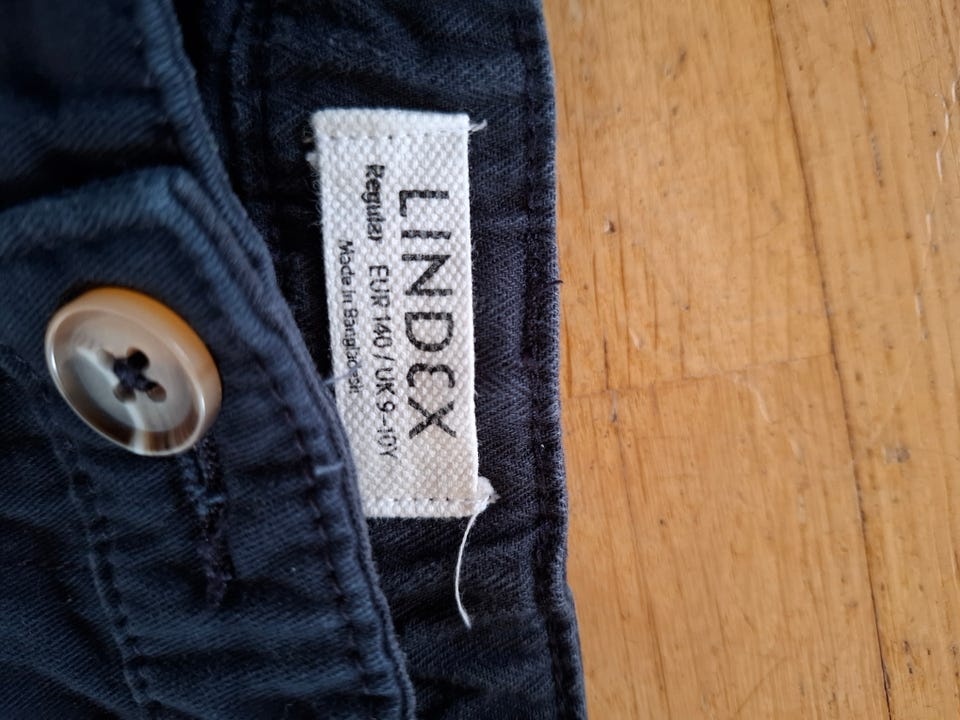 LINDEX
Regular EUR 140 / UK 9-10Y
Made in Bangladesh